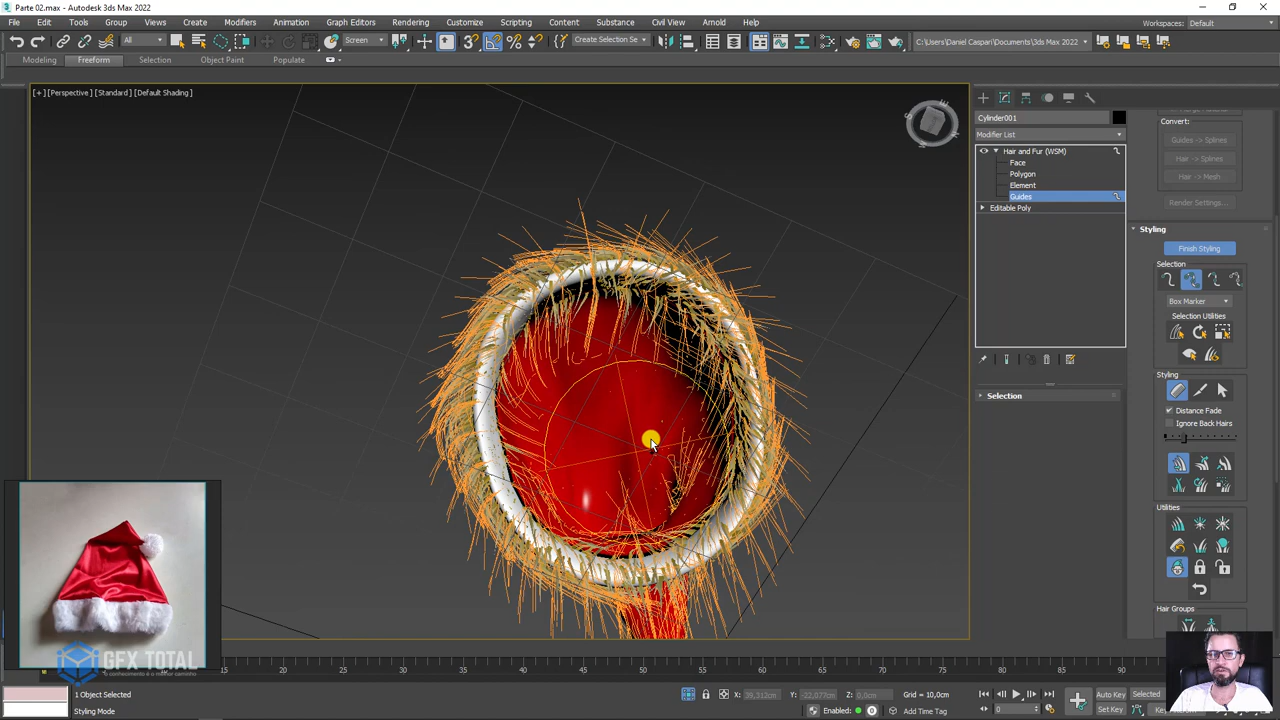 Parte 02.max - Autodesk 3ds Max 2022
File Edit Tools Group Views Create Modifiers Animation Graph Editors Rendering Customize Scripting Content Substance Civil View Arnold Help
Workspaces: Default
All
Screen
Create Selection Se
C:\Users\Daniel Caspari\Documents\3ds Max 2022
Modeling Freeform Selection Object Paint Populate
[+] [Perspective] [Standard] [Default Shading]
Cylinder001
Modifier List
Hair and Fur (WSM)
Face
Polygon
Element
Guides
Editable Poly
Selection
Convert:
Guides -> Splines
Hair -> Splines
Hair -> Mesh
Render Settings...
Styling
Finish Styling
Selection
Box Marker
Selection Utilities
Styling
Distance Fade
Ignore Back Hairs
Utilities
Hair Groups
GFX TOTAL
o conhecimento é o melhor caminho
10 15 20 25 30 35 40 45 50 55 60 65 70 75 80 85 90
1 Object Selected
Styling Mode
X: 39,312cm Y: -22,077cm Z: 0,0cm Grid = 10,0cm
Enabled: Add Time Tag
0
Auto Key Selected
Set Key